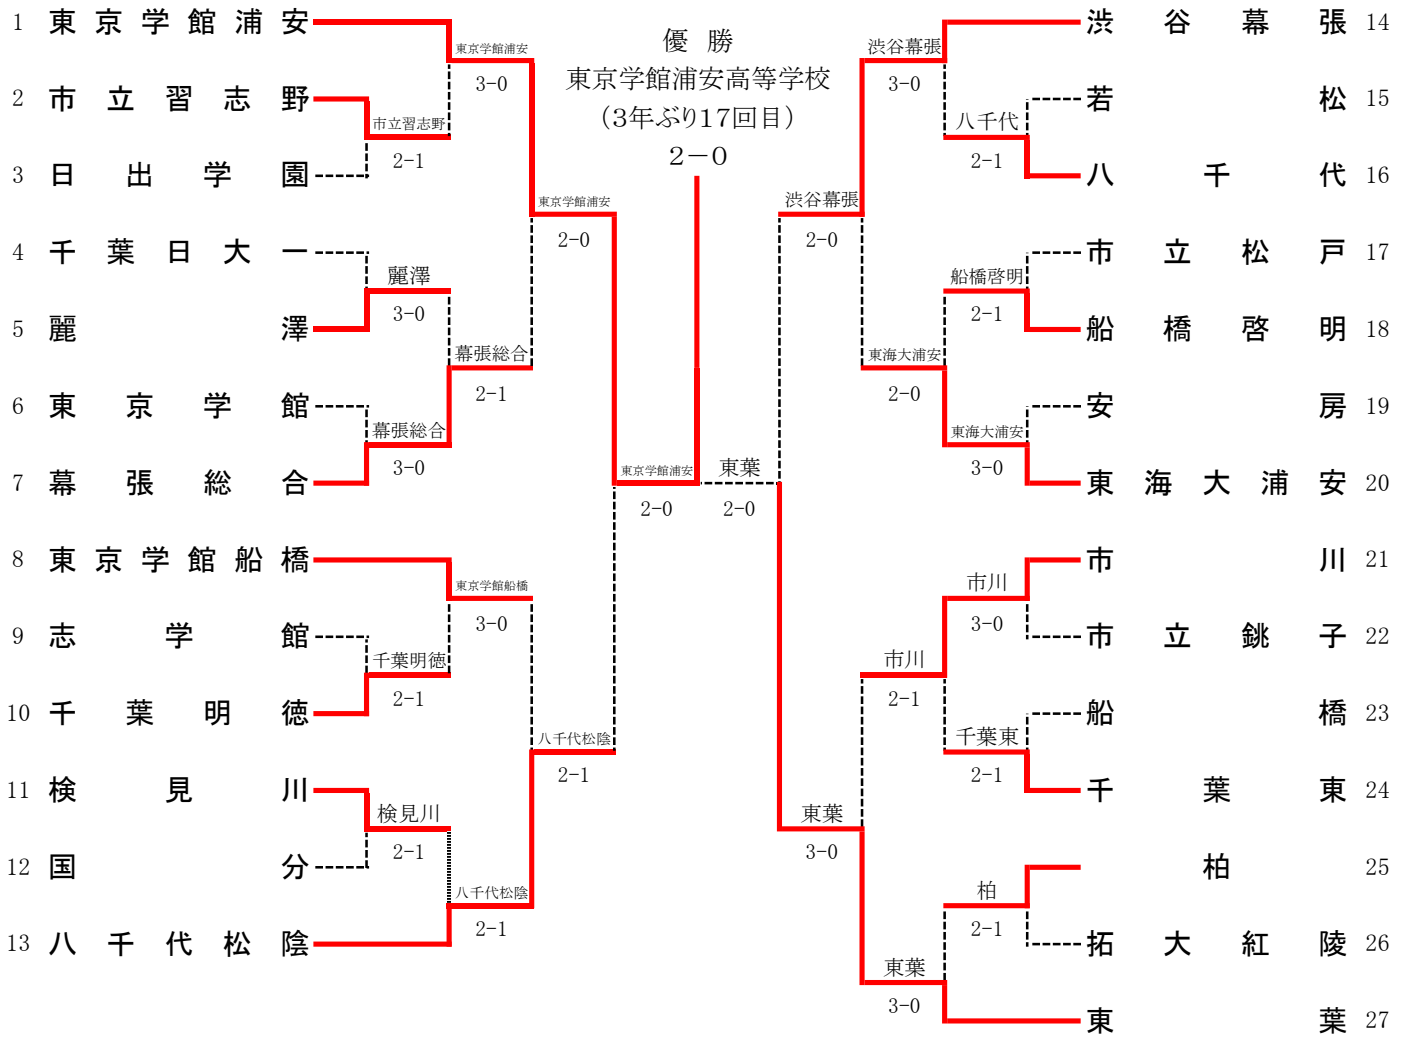 優 勝
東京学館浦安高等学校
（3年ぶり17回目）
2－0
1 東京学館浦安
2 市立習志野
3 日出学園
4 千葉日大一
5 麗澤
6 東京学館
7 幕張総合
8 東京学館船橋
9 志学館
10 千葉明徳
11 検見川
12 国分
13 八千代松陰
市立習志野
2-1
麗澤
3-0
幕張総合
3-0
千葉明徳
2-1
検見川
2-1
東京学館浦安
3-0
幕張総合
2-1
東京学館船橋
3-0
八千代松陰
2-1
東京学館浦安
2-0
八千代松陰
2-1
東京学館浦安
2-0
東葉
2-0
渋谷幕張
2-0
東葉
3-0
渋谷幕張
3-0
東海大浦安
2-0
市川
2-1
東葉
3-0
八千代
2-1
船橋啓明
2-1
東海大浦安
3-0
市川
3-0
千葉東
2-1
柏
2-1
渋谷幕張 14
若松 15
八千代 16
市立松戸 17
船橋啓明 18
安房 19
東海大浦安 20
市川 21
市立銚子 22
船橋 23
千葉東 24
柏 25
拓大紅陵 26
東葉 27